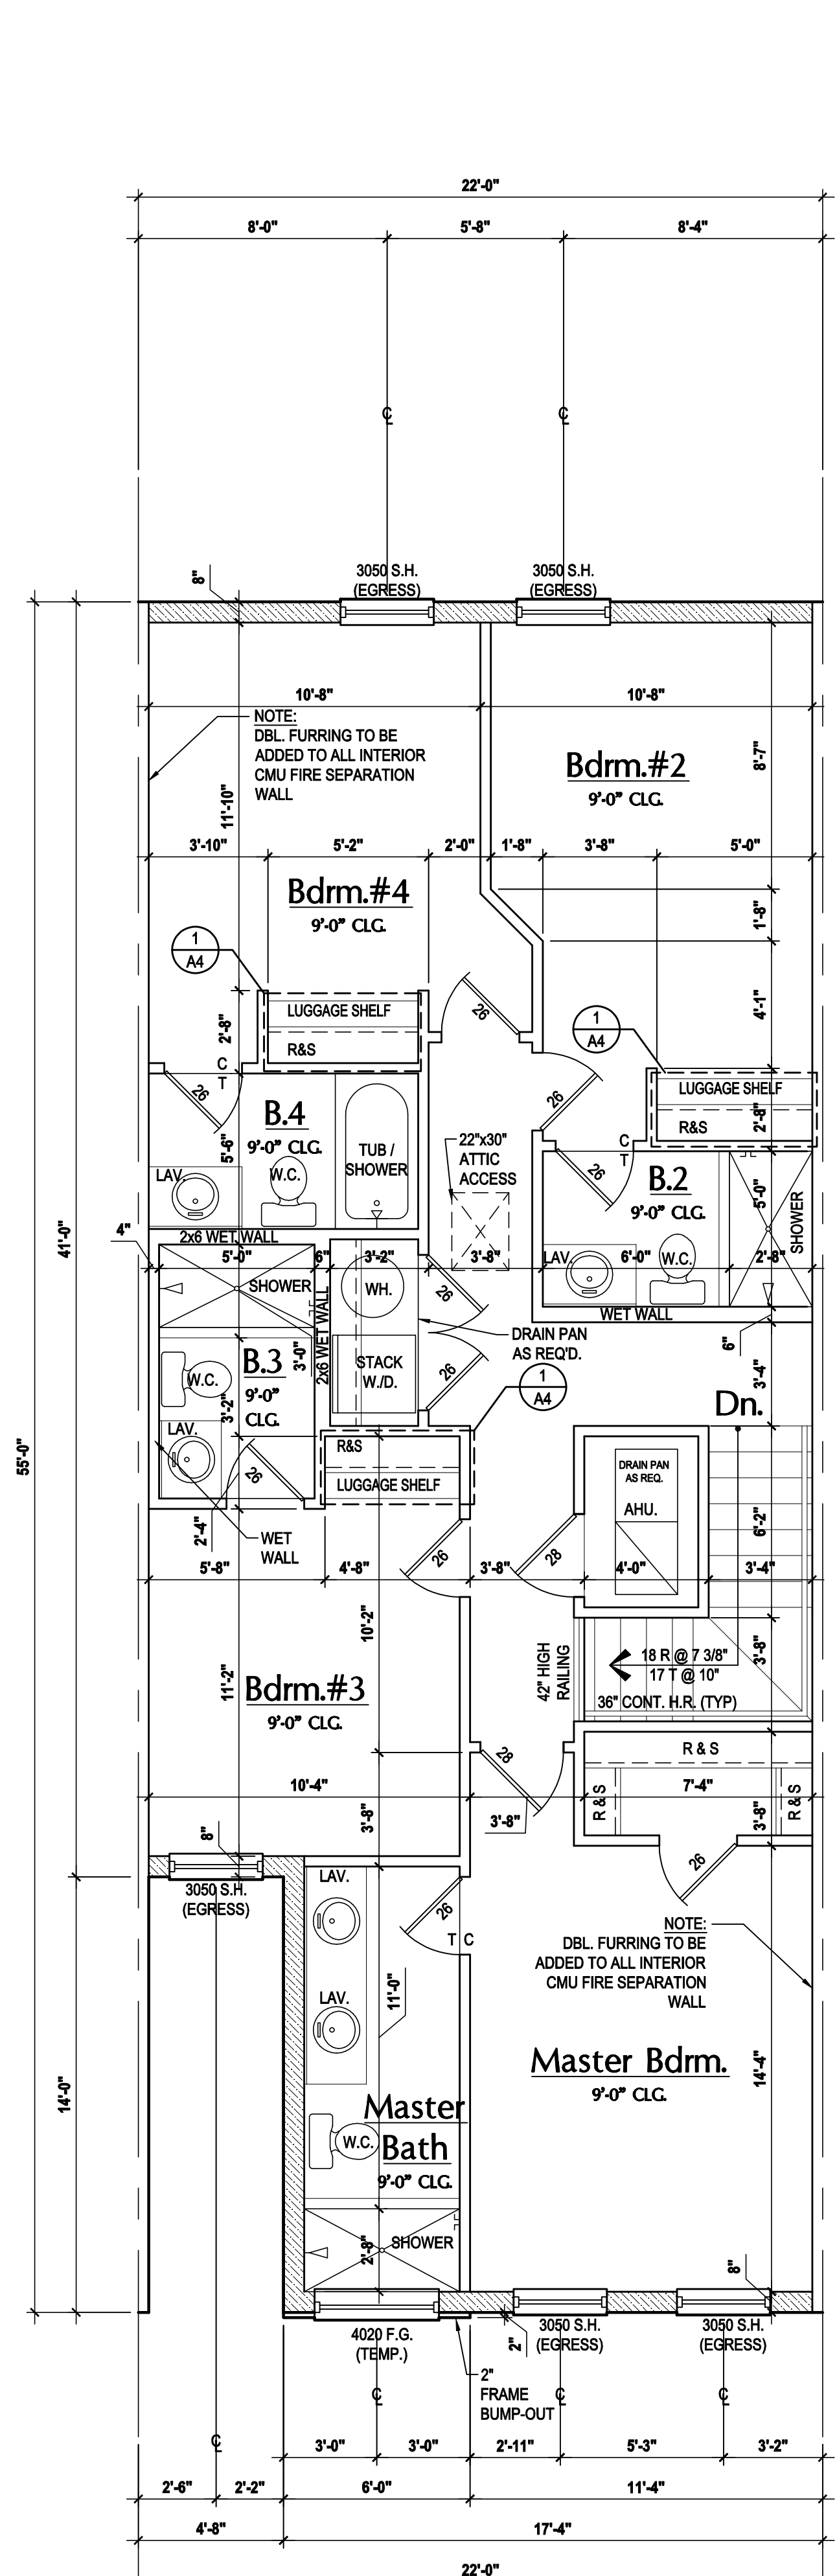 22'-0"
8'-0"
5'-8"
8'-4"
℄
℄
3050 S.H.
(EGRESS)
3050 S.H.
(EGRESS)
8"
10'-8"
10'-8"
NOTE:
DBL. FURRING TO BE
ADDED TO ALL INTERIOR
CMU FIRE SEPARATION
WALL
Bdrm.#2
9'-0" CLG.
8'-7"
11'-10"
3'-10"
5'-2"
2'-0"
1'-8"
3'-8"
5'-0"
Bdrm.#4
9'-0" CLG.
1'-8"
1
A4
4'-1"
LUGGAGE SHELF
R&S
2'-8"
26
1
A4
C
T
26
26
LUGGAGE SHELF
R&S
2'-8"
B.4
9'-0" CLG.
5'-6"
TUB /
SHOWER
22"x30"
ATTIC
ACCESS
C
T
26
B.2
9'-0" CLG.
5'-0"
SHOWER
LAV.
W.C.
41'-0"
4"
2x6 WET WALL
5'-0"
6"
3'-2"
3'-8"
LAV.
6'-0"
W.C.
2'-8"
SHOWER
WH.
26
WET WALL
2x6 WET WALL
DRAIN PAN
AS REQ'D.
6"
3'-0"
B.3
9'-0"
CLG.
W.C.
STACK
W./D.
26
1
A4
3'-4"
Dn.
3'-2"
LAV.
55'-0"
R&S
LUGGAGE SHELF
26
DRAIN PAN
AS REQ.
AHU.
6'-2"
2'-4"
WET
WALL
26
28
5'-8"
4'-8"
3'-8"
4'-0"
3'-4"
10'-2"
11'-2"
42" HIGH
RAILING
18 R @ 7 3/8"
17 T @ 10"
3'-8"
36" CONT. H.R. (TYP)
Bdrm.#3
9'-0" CLG.
28
R & S
10'-4"
3'-8"
R & S
7'-4"
R & S
3'-8"
3'-8"
8"
26
3050 S.H.
(EGRESS)
LAV.
26
T C
NOTE:
DBL. FURRING TO BE
ADDED TO ALL INTERIOR
CMU FIRE SEPARATION
WALL
LAV.
11'-0"
Master Bdrm.
9'-0" CLG.
14'-4"
14'-0"
Master
Bath
9'-0" CLG.
W.C.
SHOWER
2'-8"
8"
4020 F.G.
(TEMP.)
2"
3050 S.H.
(EGRESS)
3050 S.H.
(EGRESS)
2"
FRAME
BUMP-OUT
℄
℄
℄
℄
3'-0"
3'-0"
2'-11"
5'-3"
3'-2"
2'-6"
2'-2"
6'-0"
11'-4"
4'-8"
17'-4"
22'-0"